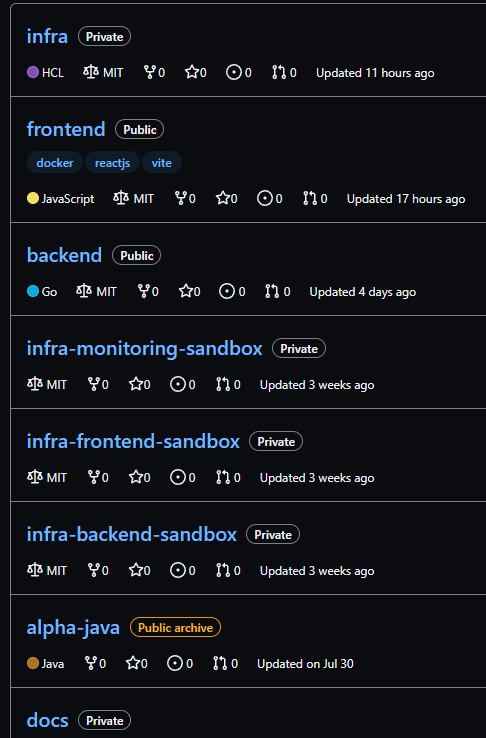 infra Private
HCL MIT 0 0 0 0 Updated 11 hours ago
frontend Public
docker reactjs vite
JavaScript MIT 0 0 0 0 Updated 17 hours ago
backend Public
Go MIT 0 0 0 0 Updated 4 days ago
infra-monitoring-sandbox Private
MIT 0 0 0 0 Updated 3 weeks ago
infra-frontend-sandbox Private
MIT 0 0 0 0 Updated 3 weeks ago
infra-backend-sandbox Private
MIT 0 0 0 0 Updated 3 weeks ago
alpha-java Public archive
Java 0 0 0 0 Updated on Jul 30
docs Private